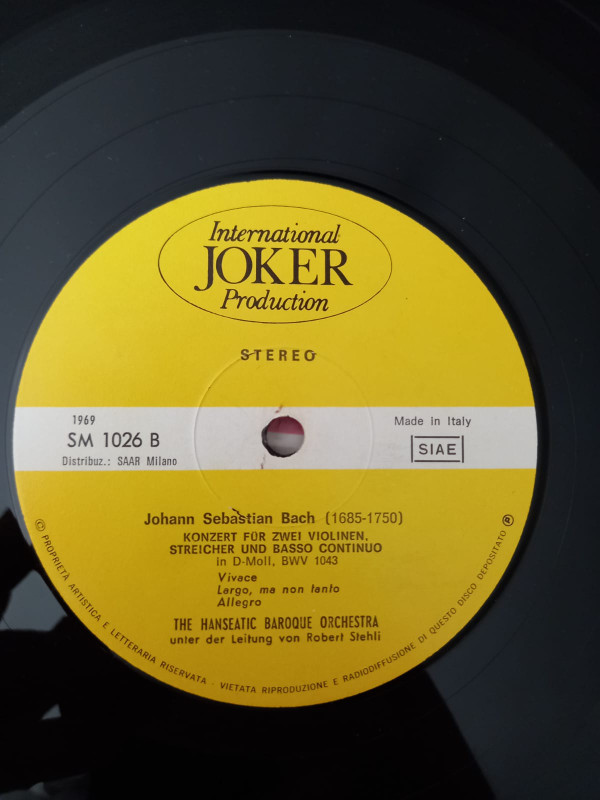 International
JOKER
Production
STEREO
1969
SM 1026 B
Distribuz.: SAAR Milano
Made in Italy
SIAE
Johann Sebastian Bach (1685-1750)
KONZERT FÜR ZWEI VIOLINEN,
STREICHER UND BASSO CONTINUO
in D-Moll, BWV 1043
Vivace
Largo, ma non tanto
Allegro
THE HANSEATIC BAROQUE ORCHESTRA
unter der Leitung von Robert Stehli
© PROPRIETÀ ARTISTICA E LETTERARIA RISERVATA - VIETATA RIPRODUZIONE E RADIODIFFUSIONE DI QUESTO DISCO DEPOSITATO ®